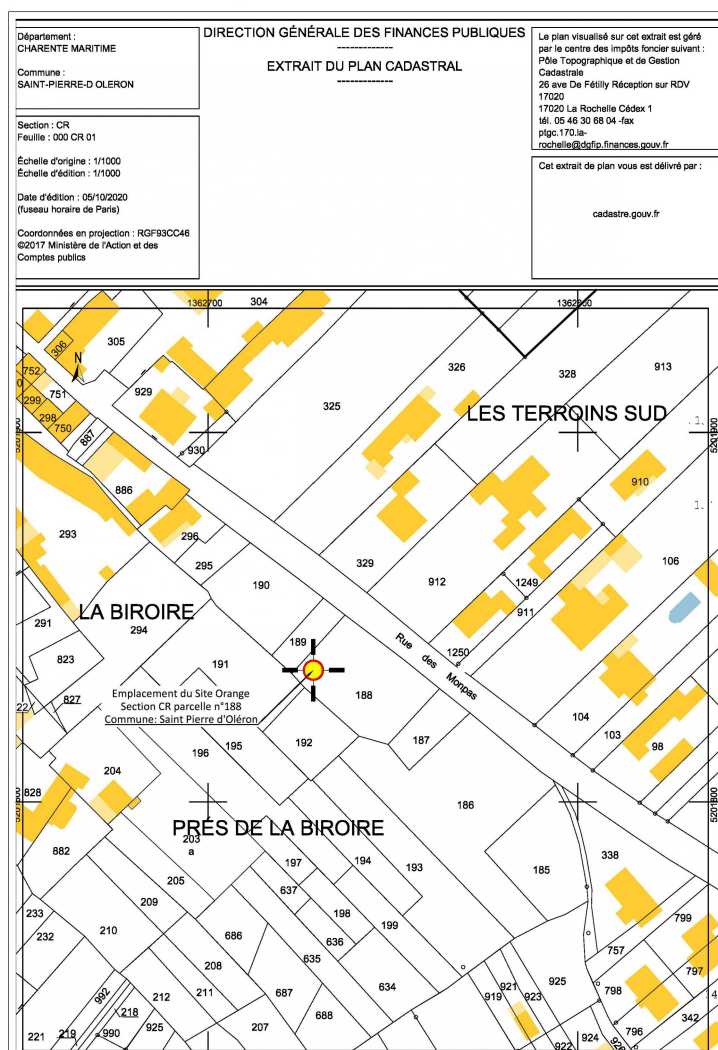 Département :
CHARENTE MARITIME
Commune :
SAINT-PIERRE-D OLERON
Section : CR
Feuille : 000 CR 01
Échelle d'origine : 1/1000
Échelle d'édition : 1/1000
Date d'édition : 05/10/2020
(fuseau horaire de Paris)
Coordonnées en projection : RGF93CC46
©2017 Ministère de l'Action et des
Comptes publics
DIRECTION GÉNÉRALE DES FINANCES PUBLIQUES
-------------
EXTRAIT DU PLAN CADASTRAL
-------------
Le plan visualisé sur cet extrait est géré
par le centre des impôts foncier suivant :
Pôle Topographique et de Gestion
Cadastrale
26 ave De Fétilly Réception sur RDV
17020
17020 La Rochelle Cédex 1
tél. 05 46 30 68 04 -fax
ptgc.170.la-
rochelle@dgfip.finances.gouv.fr
Cet extrait de plan vous est délivré par :
cadastre.gouv.fr
1362700
304
305
306
N
752
751
299
298
750
887
929
930
325
326
328
913
LES TERROINS SUD
5201900
5201900
910
886
293
296
295
190
329
912
1249
911
106
291
LA BIROIRE
294
823
827
191
189
188
1250
Rue des Monpas
Emplacement du Site Orange
Section CR parcelle n°188
Commune: Saint Pierre d'Oléron
192
187
104
103
98
195
196
204
828
186
5201800
5201800
PRÉS DE LA BIROIRE
203
a
882
205
197
194
193
185
338
637
209
198
199
233
232
210
686
636
635
208
799
757
797
634
921
925
919
923
798
992
212
211
687
688
218
219
990
925
221
207
922
924
796
342